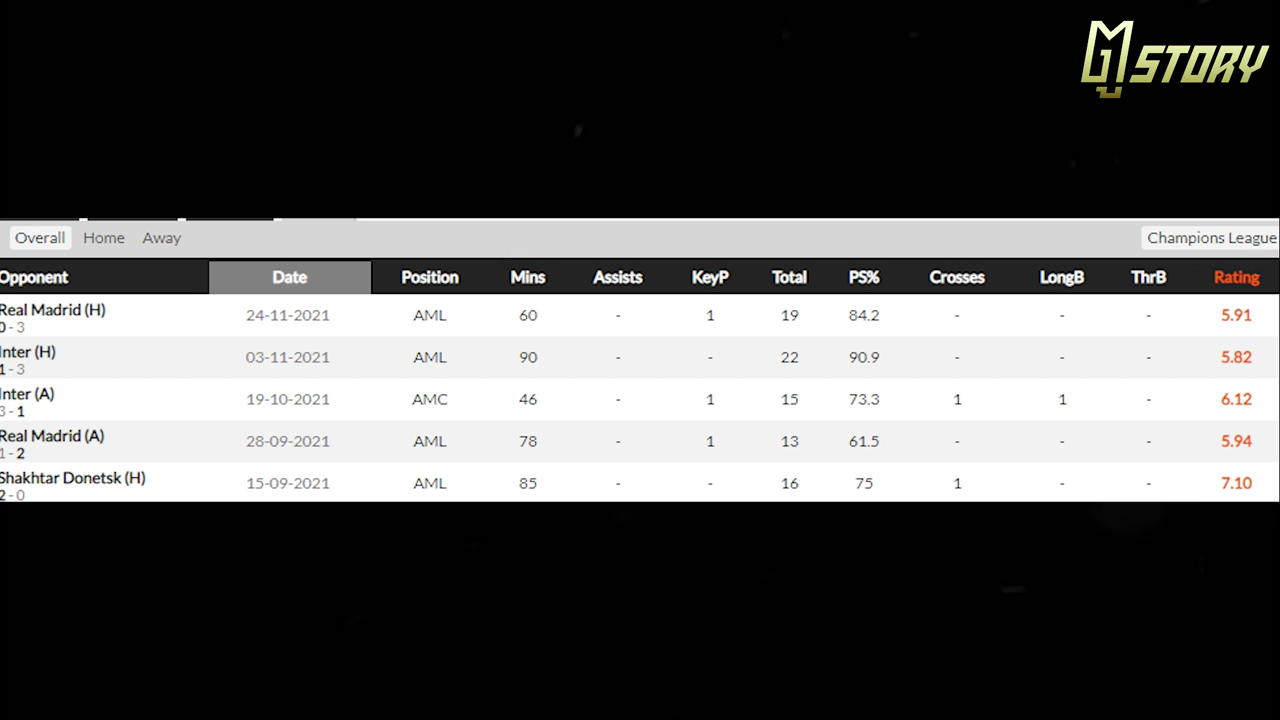 STORY
Overall Home Away Champions League
Opponent Date Position Mins Assists KeyP Total PS% Crosses LongB ThrB Rating
Real Madrid (H) 24-11-2021 AML 60 - 1 19 84.2 - - - 5.91
0 - 3
Inter (H) 03-11-2021 AML 90 - - 22 90.9 - - - 5.82
1 - 3
Inter (A) 19-10-2021 AMC 46 - 1 15 73.3 1 1 - 6.12
3 - 1
Real Madrid (A) 28-09-2021 AML 78 - 1 13 61.5 - - - 5.94
1 - 2
Shakhtar Donetsk (H) 15-09-2021 AML 85 - - 16 75 1 - - 7.10
2 - 0